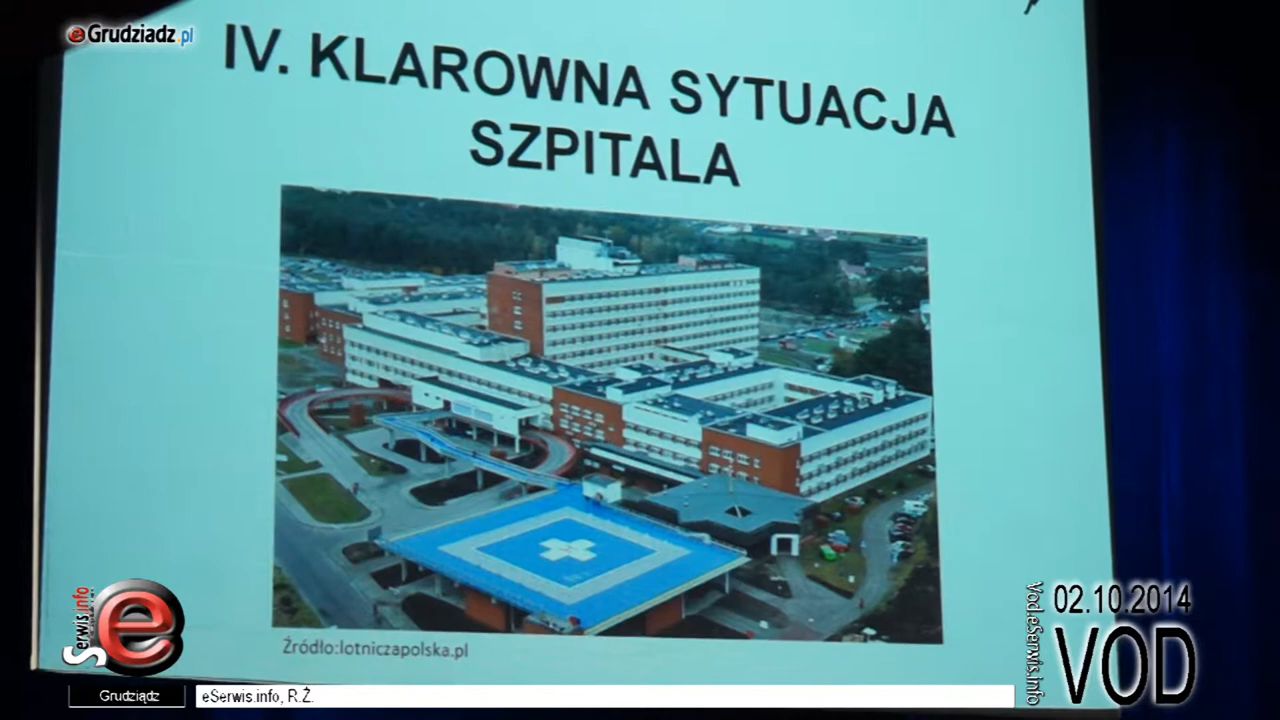 eGrudziadz.pl
IV. KLAROWNA SYTUACJA
SZPITALA
Źródło:lotniczapolska.pl
Serwis.info
e
Vod.eSerwis.Info
02.10.2014
VOD
Grudziądz
eSerwis.info, R.Ż.